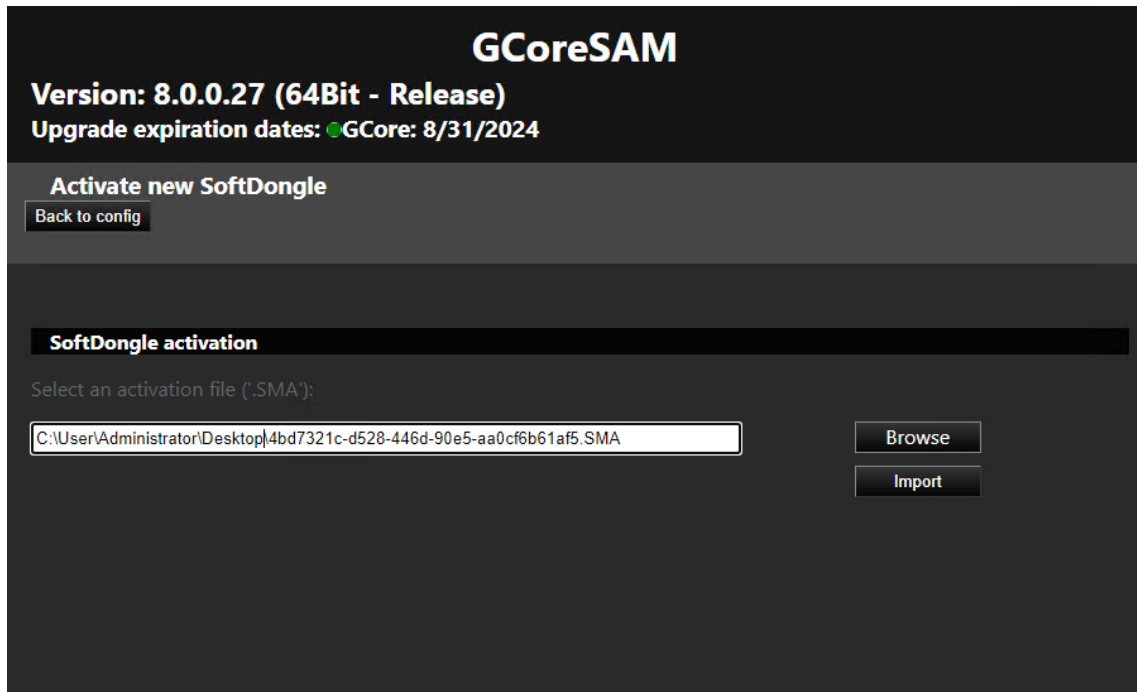 GCoreSAM
Version: 8.0.0.27 (64Bit - Release)
Upgrade expiration dates: GCore: 8/31/2024
Activate new SoftDongle
Back to config
SoftDongle activation
Select an activation file ('.SMA'):
C:\User\Administrator\Desktop\4bd7321c-d528-446d-90e5-aa0cf6b61af5.SMA
Browse
Import